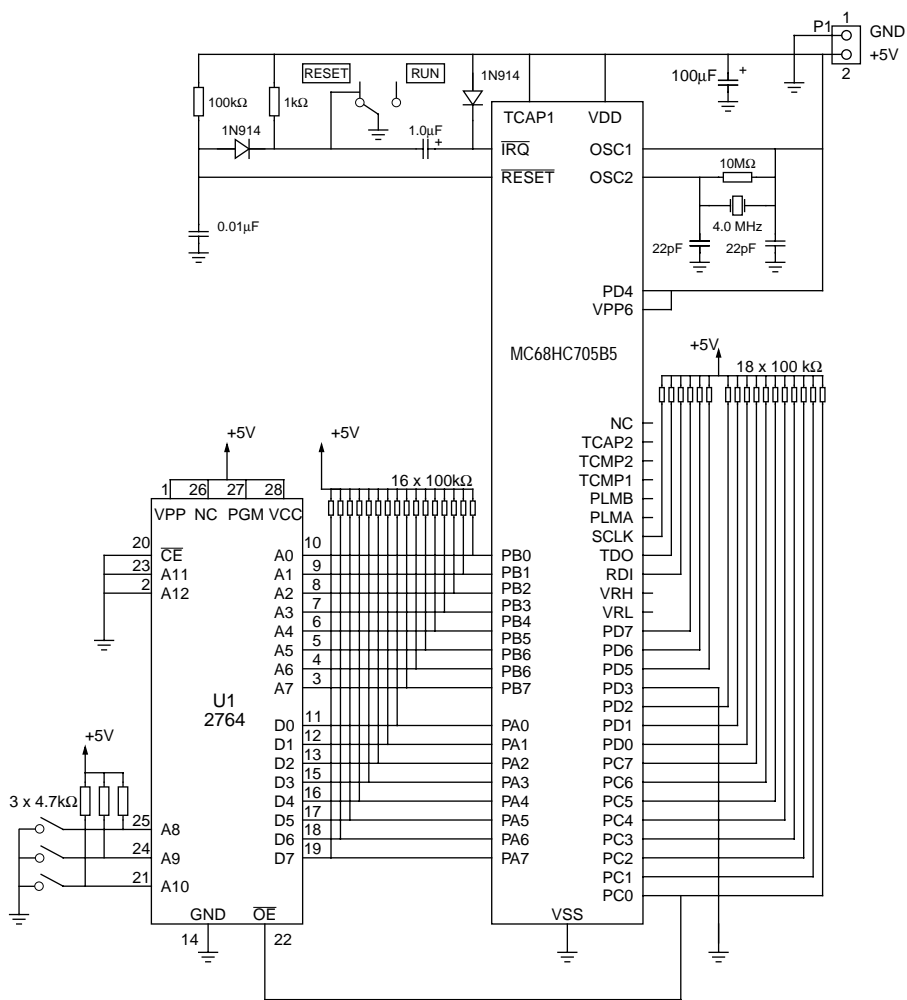 P1
1
GND
+5V
2
RESET
RUN
1N914
100µF
+
100kΩ
1kΩ
1N914
1.0µF
+
TCAP1
VDD
IRQ
OSC1
RESET
OSC2
10MΩ
4.0 MHz
22pF
22pF
0.01µF
PD4
VPP6
MC68HC705B5
+5V
18 x 100 kΩ
NC
TCAP2
TCMP2
TCMP1
PLMB
PLMA
SCLK
TDO
RDI
VRH
VRL
PD7
PD6
PD5
PD3
PD2
PD1
PD0
PC7
PC6
PC5
PC4
PC3
PC2
PC1
PC0
+5V
+5V
16 x 100kΩ
1
26
27
28
VPP
NC
PGM
VCC
20
CE
23
A11
2
A12
A0
10
A1
9
A2
8
A3
7
A4
6
A5
5
A6
4
A7
3
PB0
PB1
PB2
PB3
PB4
PB5
PB6
PB6
PB7
U1
2764
D0
11
D1
12
D2
13
D3
15
D4
16
D5
17
D6
18
D7
19
PA0
PA1
PA2
PA3
PA4
PA5
PA6
PA7
+5V
3 x 4.7kΩ
25
A8
24
A9
21
A10
GND
OE
14
22
VSS